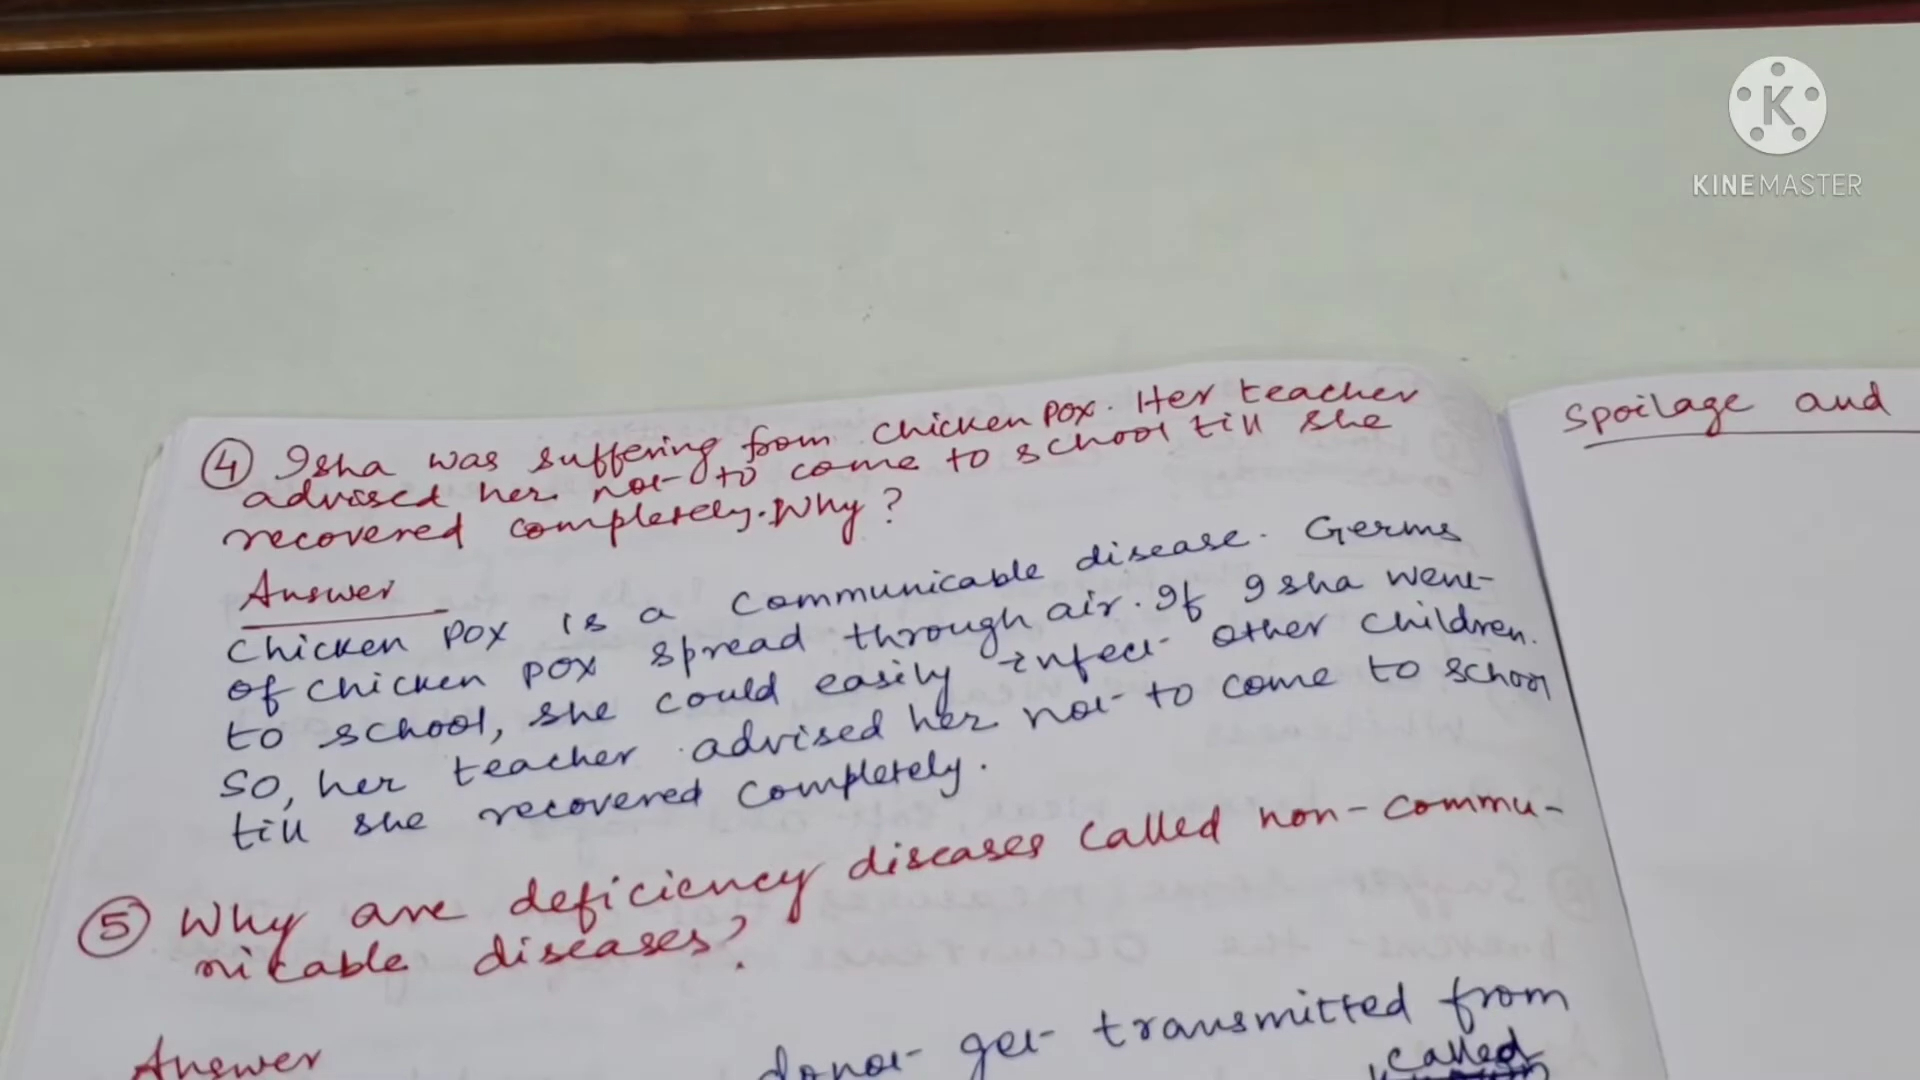 KINEMASTER
④ Isha was suffering from chicken pox. Her teacher
advised her not to come to school till she
recovered completely. Why?
Answer
Chicken pox is a communicable disease. Germs
of chicken pox spread through air. If Isha went
to school, she could easily infect other children.
So, her teacher advised her not to come to school
till she recovered completely.
⑤ Why are deficiency diseases called non-commu-
nicable diseases?
Answer
donot get transmitted from
called
Spoilage and